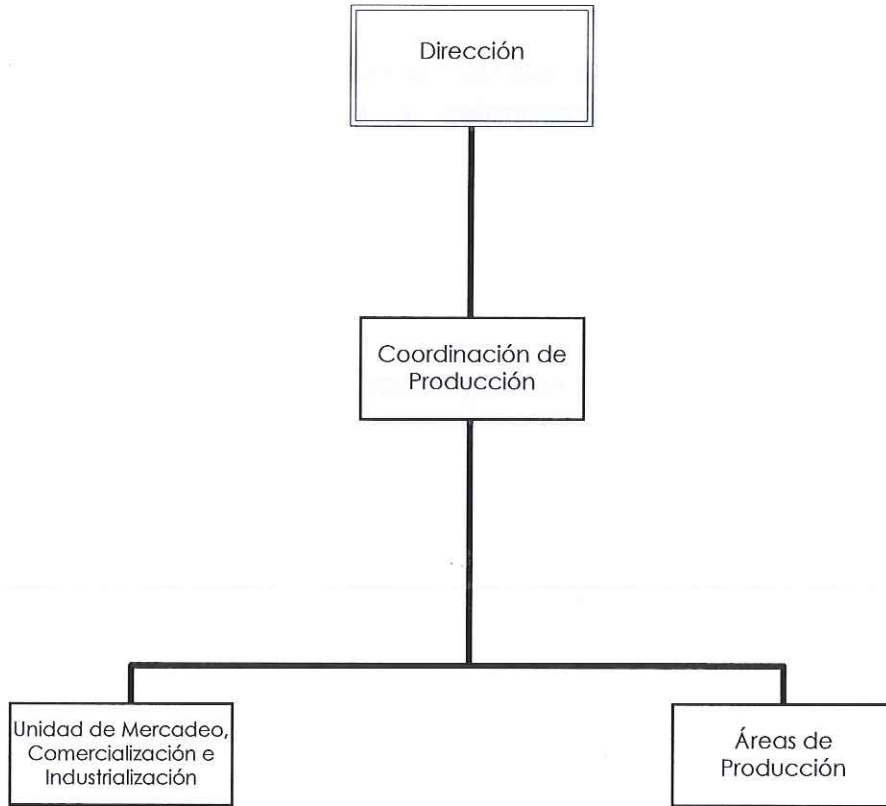 Dirección
Coordinación de
Producción
Unidad de Mercadeo,
Comercialización e
Industrialización
Áreas de
Producción